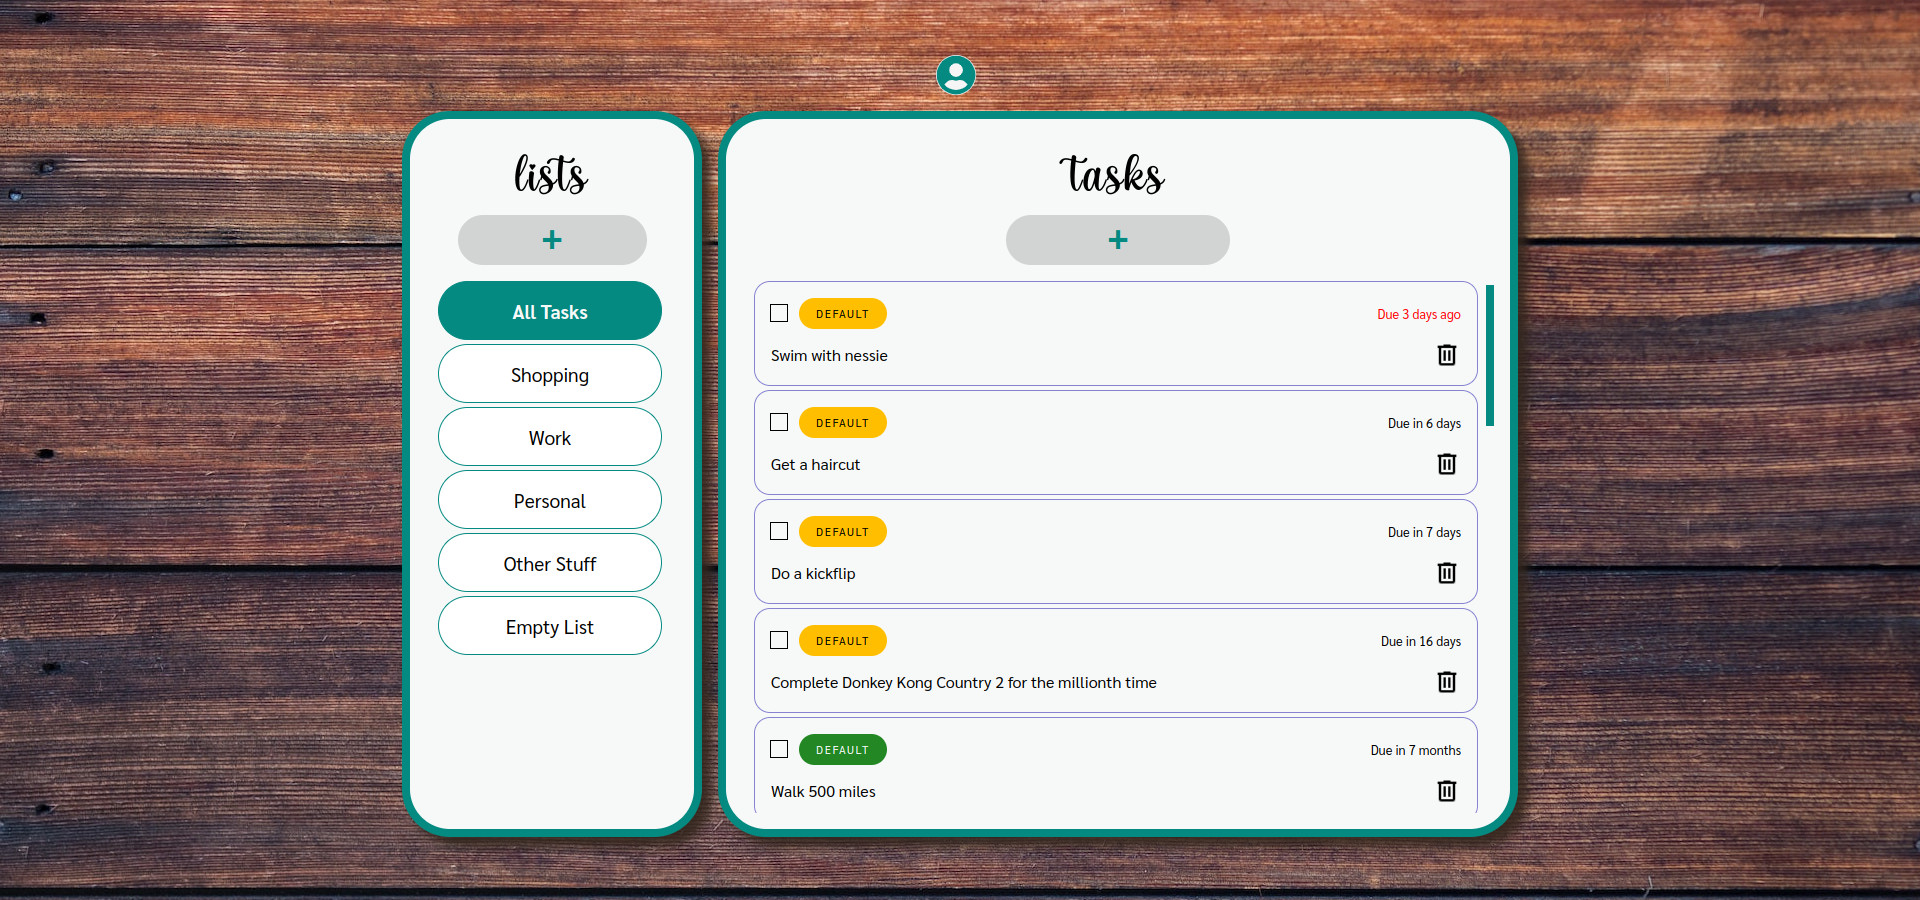 lists
+
All Tasks
Shopping
Work
Personal
Other Stuff
Empty List
tasks
+
DEFAULT
Due 3 days ago
Swim with nessie
DEFAULT
Due in 6 days
Get a haircut
DEFAULT
Due in 7 days
Do a kickflip
DEFAULT
Due in 16 days
Complete Donkey Kong Country 2 for the millionth time
DEFAULT
Due in 7 months
Walk 500 miles